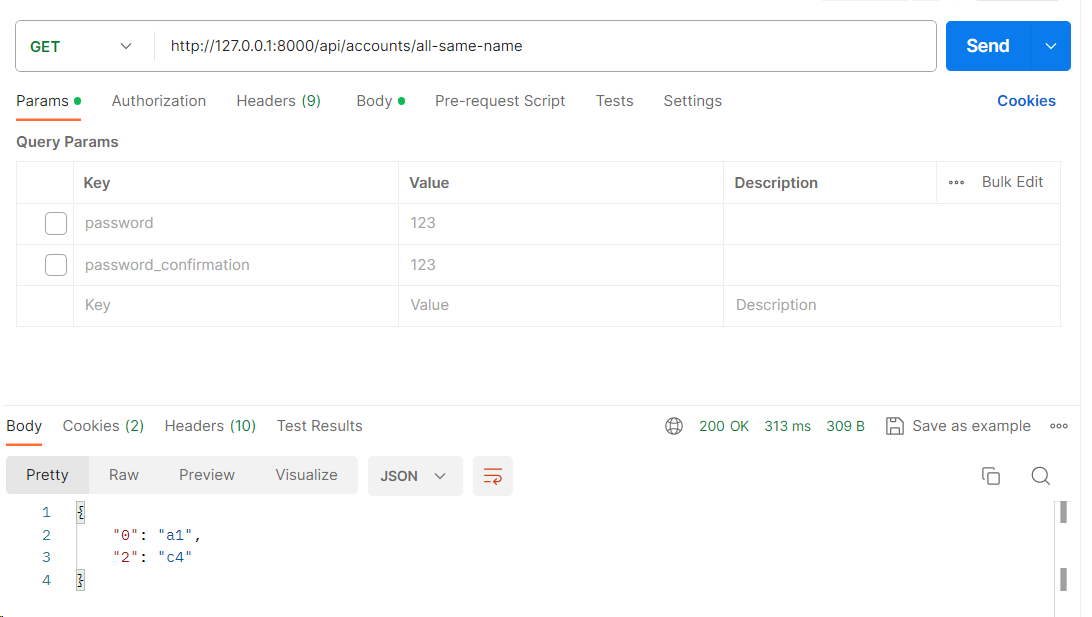 GET http://127.0.0.1:8000/api/accounts/all-same-name Send
Params Authorization Headers (9) Body Pre-request Script Tests Settings Cookies
Query Params
Key Value Description Bulk Edit
password 123
password_confirmation 123
Key Value Description
Body Cookies (2) Headers (10) Test Results 200 OK 313 ms 309 B Save as example
Pretty Raw Preview Visualize JSON
1 {
2 "0": "a1",
3 "2": "c4"
4 }